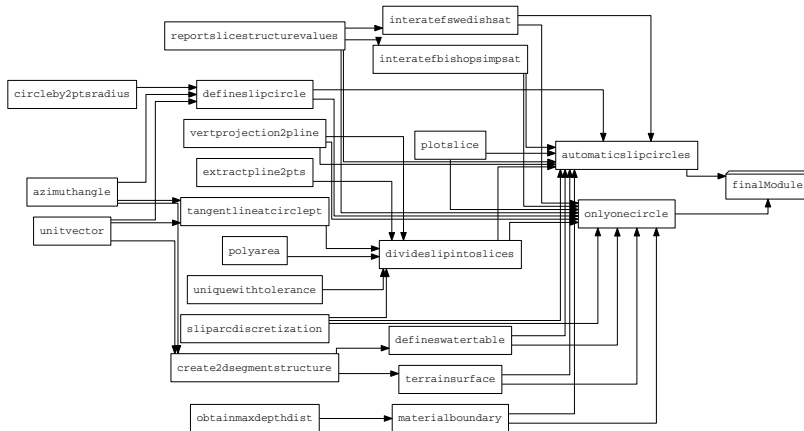 interatefswedishsat
reportslicestructurevalues
interatefbishopsimpsat
circleby2ptsradius
defineslipcircle
vertprojection2pline
plotslice
automaticslipcircles
extractpline2pts
azimuthangle
finalModule
tangentlineatcirclept
onlyonecircle
unitvector
polyarea
divideslipintoslices
uniquewithtolerance
sliparcdiscretization
defineswatertable
create2dsegmentstructure
terrainsurface
obtainmaxdepthdist
materialboundary